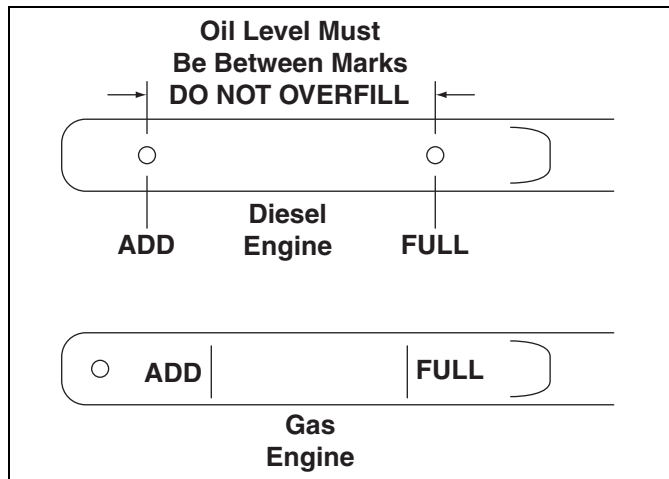 Oil Level Must
Be Between Marks
DO NOT OVERFILL
Diesel
Engine
ADD
FULL
ADD
FULL
Gas
Engine